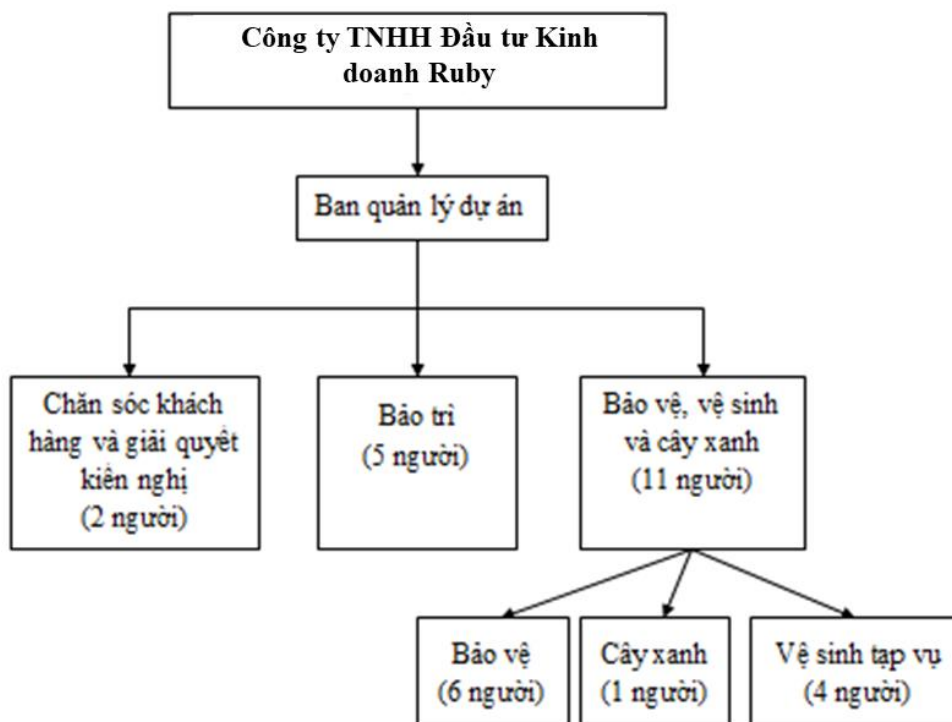 Công ty TNHH Đầu tư Kinh
doanh Ruby
Ban quản lý dự án
Chăn sóc khách
hàng và giải quyết
kiến nghị
(2 người)
Bảo trì
(5 người)
Bảo vệ, vệ sinh
và cây xanh
(11 người)
Bảo vệ
(6 người)
Cây xanh
(1 người)
Vệ sinh tạp vụ
(4 người)